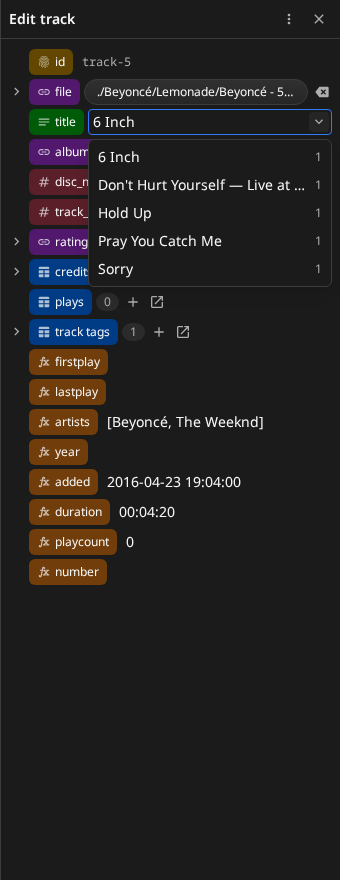 Edit track
id track-5
file ./Beyoncé/Lemonade/Beyoncé - 5...
title 6 Inch
album
6 Inch 1
disc_n
Don't Hurt Yourself — Live at ... 1
track_
Hold Up 1
rating
Pray You Catch Me 1
credits
Sorry 1
plays 0
track tags 1
firstplay
lastplay
artists [Beyoncé, The Weeknd]
year
added 2016-04-23 19:04:00
duration 00:04:20
playcount 0
number